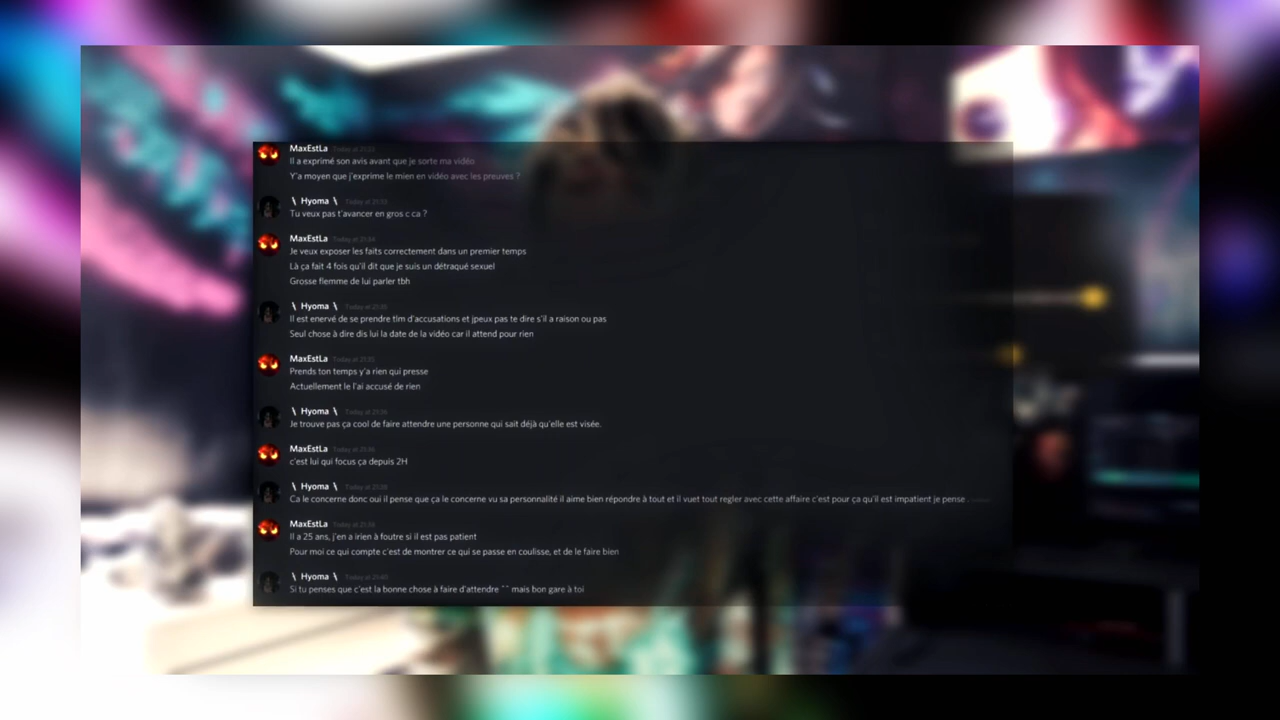 MaxEstLa
Il a exprimé son avis avant que je sorte ma vidéo
Y'a moyen que j'exprime le mien en vidéo avec les preuves ?
\ Hyoma \
Tu veux pas t'avancer en gros c ca ?
MaxEstLa
Je veux exposer les faits correctement dans un premier temps
Là ça fait 4 fois qu'il dit que je suis un détraqué sexuel
Grosse flemme de lui parler tbh
\ Hyoma \
Il est enervé de se prendre tlm d'accusations et jpeux pas te dire s'il a raison ou pas
Seul chose à dire dis lui la date de la vidéo car il attend pour rien
MaxEstLa
Prends ton temps y'a rien qui presse
Actuellement le l'ai accusé de rien
\ Hyoma \
Je trouve pas ça cool de faire attendre une personne qui sait déjà qu'elle est visée.
MaxEstLa
c'est lui qui focus ça depuis 2H
\ Hyoma \
Ca le concerne donc oui il pense que ça le concerne vu sa personnalité il aime bien répondre à tout et il vuet tout regler avec cette affaire c'est pour ça qu'il est impatient je pense .
MaxEstLa
Il a 25 ans, j'en a irien à foutre si il est pas patient
Pour moi ce qui compte c'est de montrer ce qui se passe en coulisse, et de le faire bien
\ Hyoma \
Si tu penses que c'est la bonne chose à faire d'attendre ^^ mais bon gare à toi